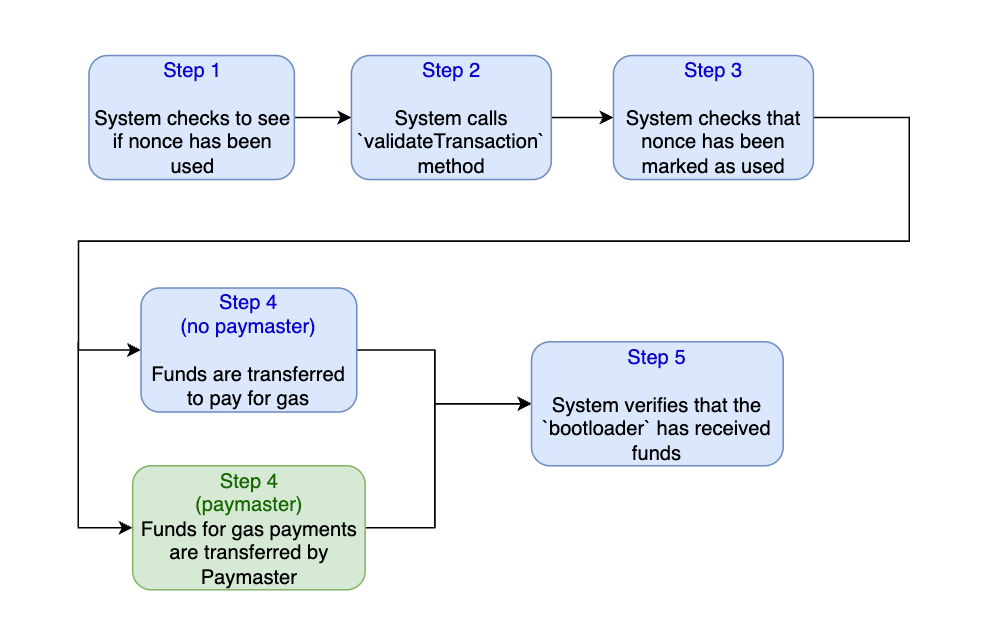 Step 1
System checks to see
if nonce has been
used
Step 2
System calls
`validateTransaction`
method
Step 3
System checks that
nonce has been
marked as used
Step 4
(no paymaster)
Funds are transferred
to pay for gas
Step 4
(paymaster)
Funds for gas payments
are transferred by
Paymaster
Step 5
System verifies that the
`bootloader` has received
funds